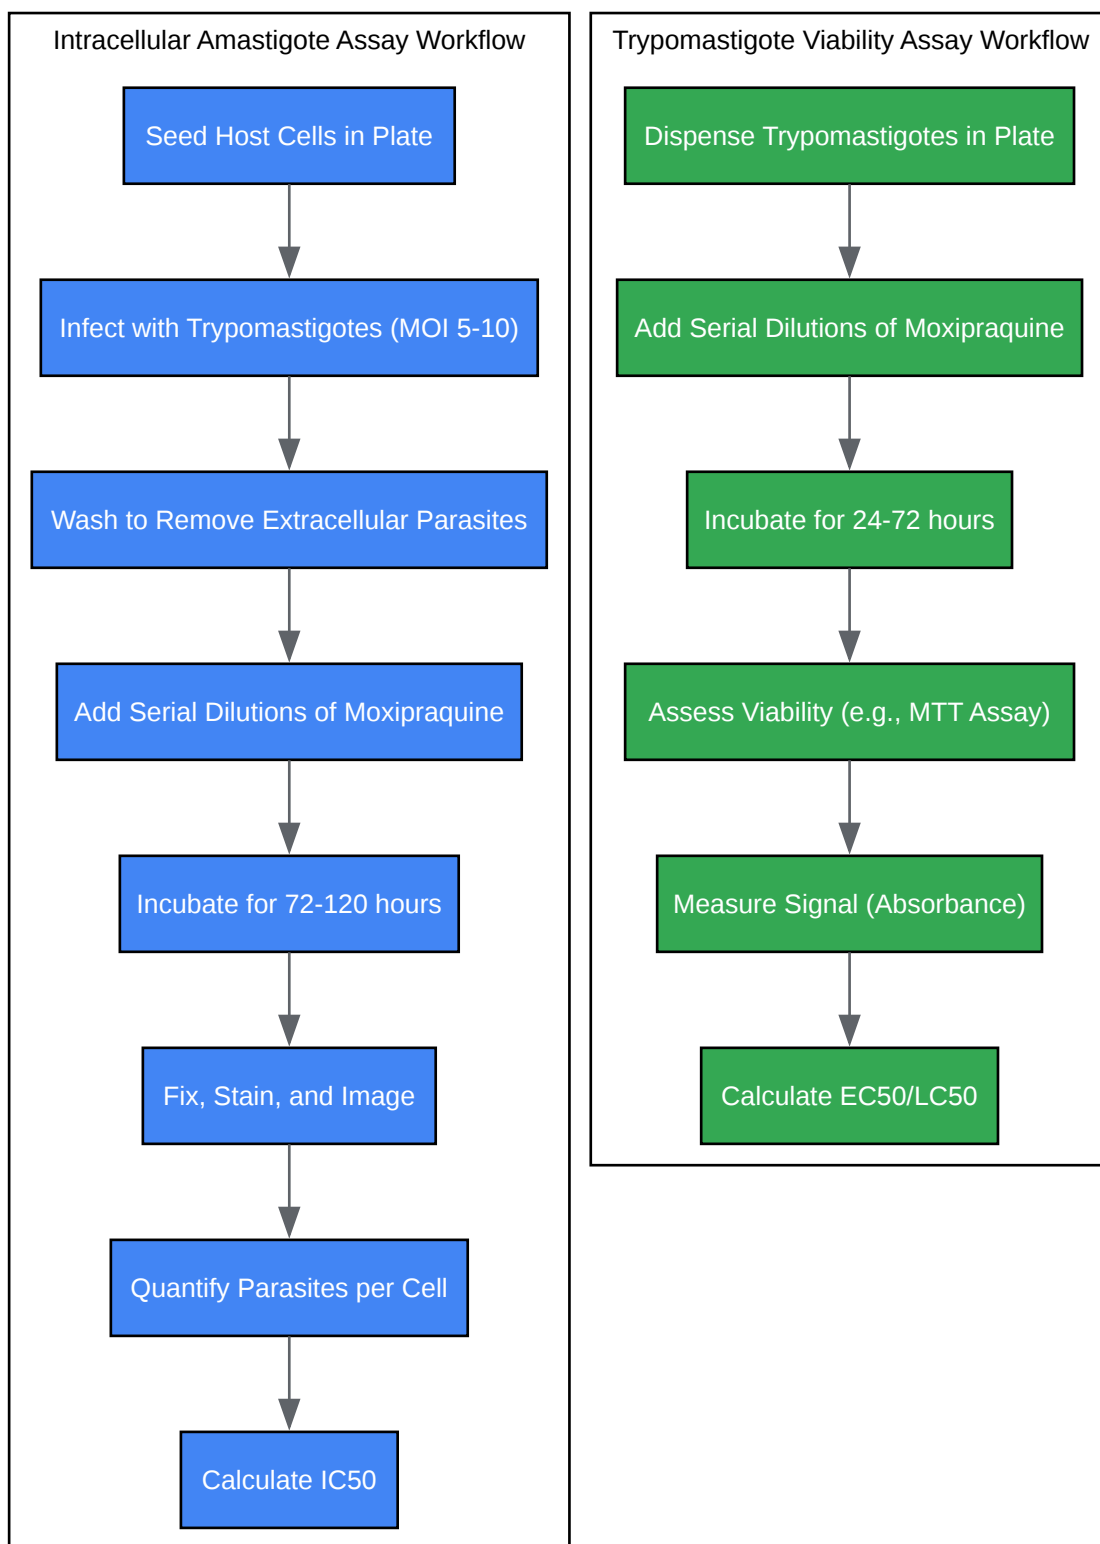 Intracellular Amastigote Assay Workflow
Seed Host Cells in Plate
Infect with Trypomastigotes (MOI 5-10)
Wash to Remove Extracellular Parasites
Add Serial Dilutions of Moxipraquine
Incubate for 72-120 hours
Fix, Stain, and Image
Quantify Parasites per Cell
Calculate IC50
Trypomastigote Viability Assay Workflow
Dispense Trypomastigotes in Plate
Add Serial Dilutions of Moxipraquine
Incubate for 24-72 hours
Assess Viability (e.g., MTT Assay)
Measure Signal (Absorbance)
Calculate EC50/LC50